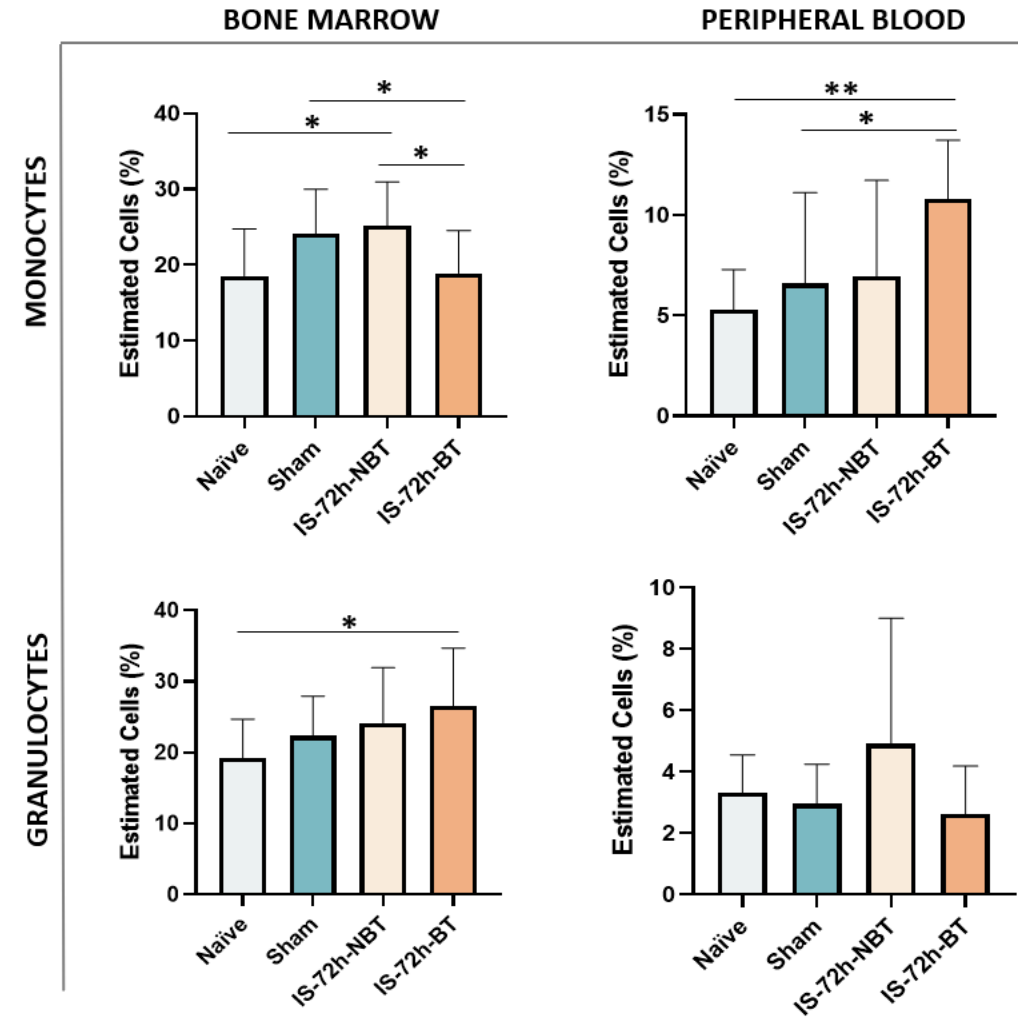 BONE MARROW
PERIPHERAL BLOOD
MONOCYTES
Estimated Cells (%)
40
30
20
10
0
*
*
*
Naïve
Sham
IS-72h-NBT
IS-72h-BT
Estimated Cells (%)
15
10
5
0
**
*
Naïve
Sham
IS-72h-NBT
IS-72h-BT
GRANULOCYTES
Estimated Cells (%)
40
30
20
10
0
*
Naïve
Sham
IS-72h-NBT
IS-72h-BT
Estimated Cells (%)
10
8
6
4
2
0
Naïve
Sham
IS-72h-NBT
IS-72h-BT